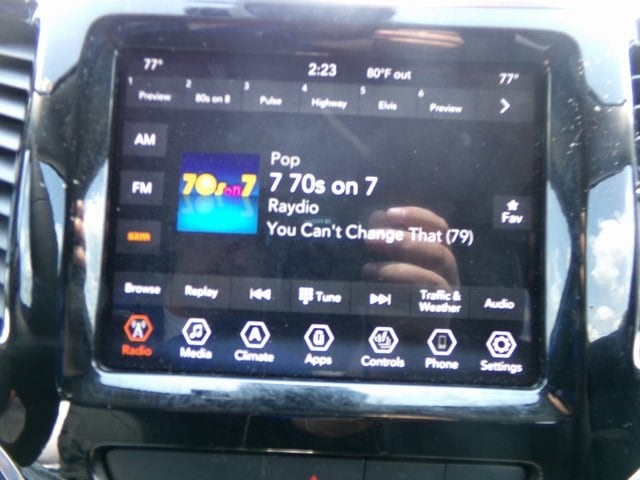 77°
2:23
80°F out
77°
1 Preview
2 80s on 8
3 Pulse
4 Highway
5 Elvis
6 Preview
AM
FM
sxm
70s on 7
Pop
7 70s on 7
Raydio
You Can't Change That (79)
Fav
Browse
Replay
Tune
Traffic &
Weather
Audio
Radio
Media
A
Climate
Apps
Controls
Phone
Settings